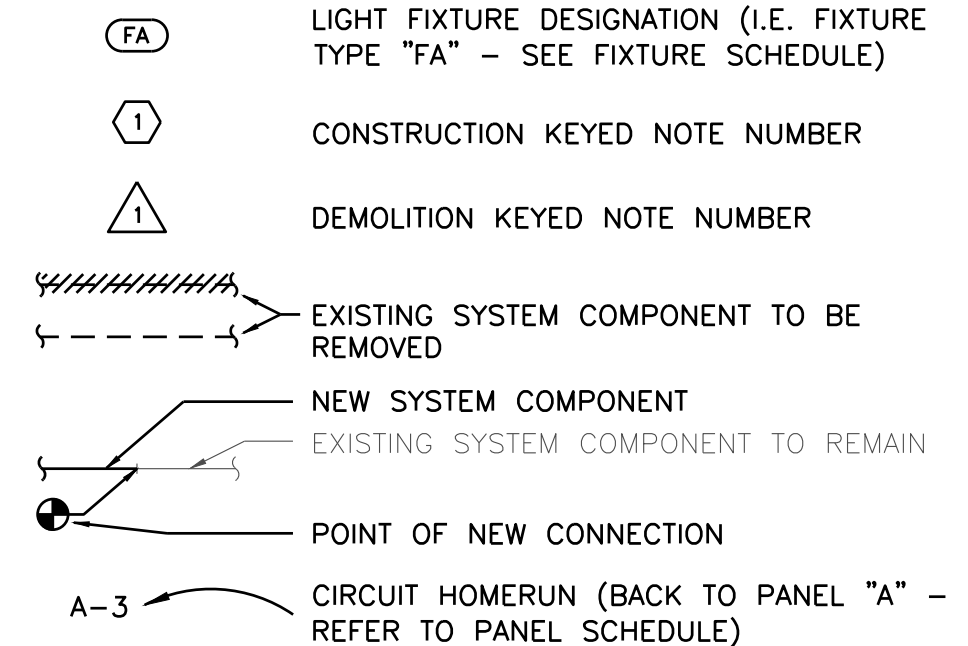 FA
LIGHT FIXTURE DESIGNATION (I.E. FIXTURE
TYPE "FA" – SEE FIXTURE SCHEDULE)
1
CONSTRUCTION KEYED NOTE NUMBER
1
DEMOLITION KEYED NOTE NUMBER
EXISTING SYSTEM COMPONENT TO BE
REMOVED
NEW SYSTEM COMPONENT
EXISTING SYSTEM COMPONENT TO REMAIN
POINT OF NEW CONNECTION
A–3
CIRCUIT HOMERUN (BACK TO PANEL "A" –
REFER TO PANEL SCHEDULE)